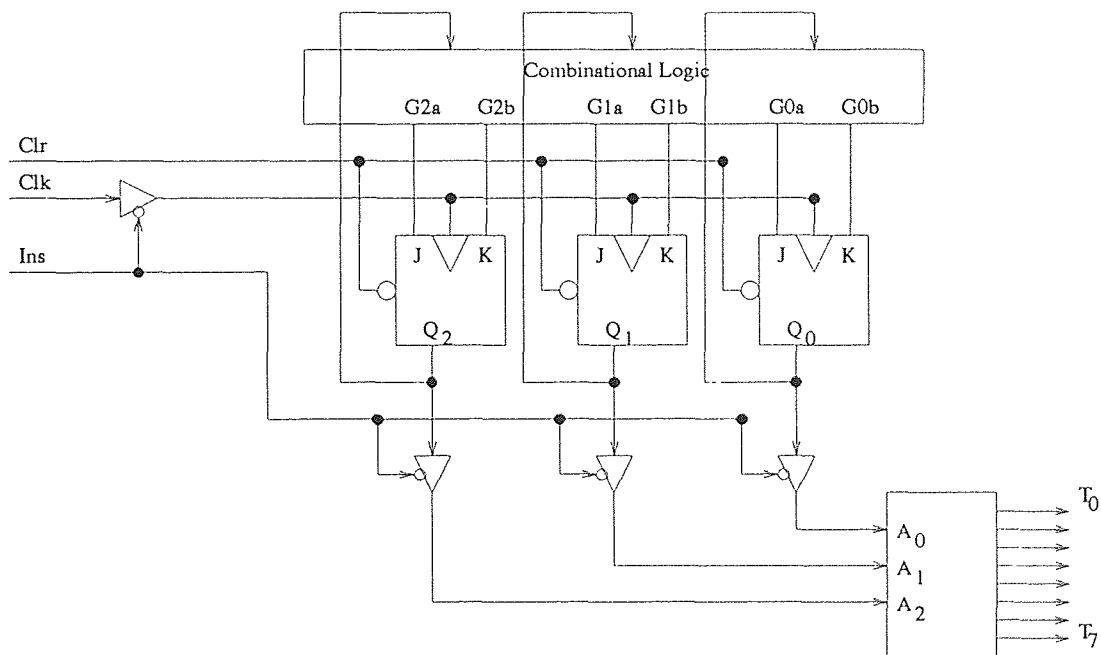 Combinational Logic
G2a G2b G1a G1b G0a G0b
Clr
Clk
Ins
J K J K J K
Q2 Q1 Q0
T0
A0
A1
A2
T7